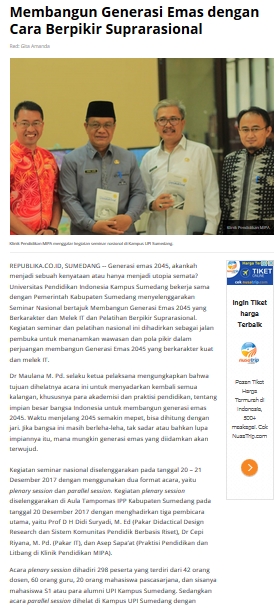 Membangun Generasi Emas dengan
Cara Berpikir Suprarasional
Red: Elba Damhuri
Klinik Pendidikan MIPA
Klinik Pendidikan MIPA menggelar kegiatan seminar nasional di Kampus UPI Sumedang.
REPUBLIKA.CO.ID, SUMEDANG -- Generasi emas 2045, akankah
menjadi sebuah kenyataan atau hanya menjadi utopia semata?
Universitas Pendidikan Indonesia Kampus Sumedang bekerja sama
dengan Pemerintah Kabupaten Sumedang menyelenggarakan
Seminar Nasional bertajuk Membangun Generasi Emas 2045 yang
Berkarakter dan Melek IT dan Pelatihan Berpikir Suprarasional.
Kegiatan seminar dan pelatihan nasional ini dihadirkan sebagai jalan
pembuka untuk menanamkan wawasan dan pola pikir dalam
perjuangan membangun Generasi Emas 2045 yang berkarakter kuat
dan melek IT.
Dr Maulana M. Pd. selaku ketua pelaksana mengungkapkan bahwa
tujuan dihelatnya acara ini untuk menyadarkan kembali semua
kalangan, khususnya para akademisi dan praktisi pendidikan, tentang
impian besar bangsa Indonesia untuk membangun generasi emas
2045. Waktu menjelang 2045 semakin mepet, bisa dihitung dengan
jari. Jika bangsa ini masih berleha-leha, tak sadar atau bahkan lupa
impiannya itu, mana mungkin generasi emas yang diidamkan akan
terwujud.
Kegiatan seminar nasional diselenggarakan pada tanggal 20 – 21
Desember 2017 dengan menggunakan dua format acara, yaitu
plenary session dan parallel session. Kegiatan plenary session
diselenggarakan di Aula Tampomas IPP Kabupaten Sumedang pada
tanggal 20 Desember 2017 dengan menghadirkan tiga pembicara
utama, yaitu Prof D H Didi Suryadi, M. Ed (Pakar Didactical Design
Research dan Sistem Komunitas Pendidik Berbasis Riset), Dr Cepi
Riyana, M. Pd. (Pakar IT), dan Asep Sapa'at (Praktisi Pendidikan dan
Litbang di Klinik Pendidikan MIPA).
Acara plenary session dihadiri 298 peserta yang terdiri dari 42 orang
dosen, 60 orang guru, 20 orang mahasiswa pascasarjana, dan sisanya
mahasiswa S1 atau para alumni UPI Kampus Sumedang. Sedangkan
acara parallel session dihelat di Kampus UPI Sumedang dengan
TIKET
ONLINE
Ingin Tiket
harga
Terbaik
nusatrip
Pesan Tiket
Harga
Termurah di
Indonesia,
500+
maskapai. Cek
NusaTrip.com